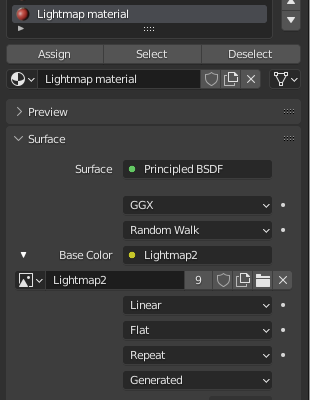 Lightmap material
Assign Select Deselect
Lightmap material
Preview
Surface
Surface Principled BSDF
GGX
Random Walk
Base Color Lightmap2
Lightmap2 9
Linear
Flat
Repeat
Generated